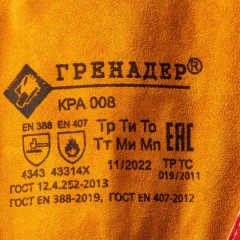 ГРЕНАДЕР®
КРА 008
EN 388 EN 407
Тр Ти То
Тт Ми Мп
EAC
4343 43314X
11/2022 ТР ТС
019/2011
ГОСТ 12.4.252-2013
ГОСТ EN 388-2019, ГОСТ EN 407-2012